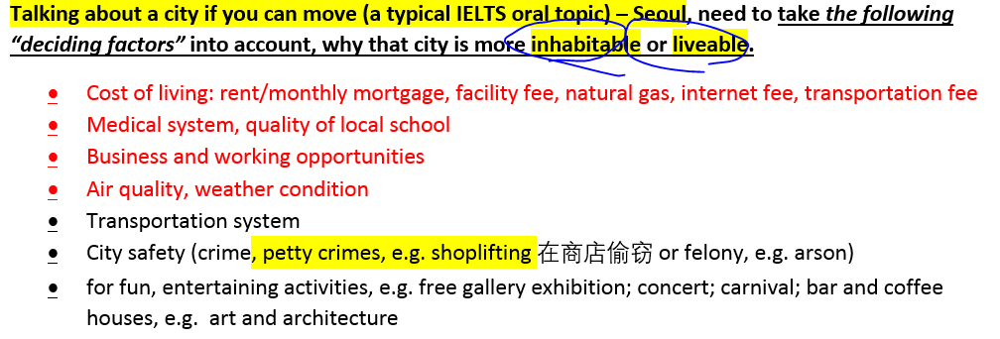 Talking about a city if you can move (a typical IELTS oral topic) – Seoul, need to take the following
“deciding factors” into account, why that city is more inhabitable or liveable.
● Cost of living: rent/monthly mortgage, facility fee, natural gas, internet fee, transportation fee
● Medical system, quality of local school
● Business and working opportunities
● Air quality, weather condition
● Transportation system
● City safety (crime, petty crimes, e.g. shoplifting 在商店偷窃 or felony, e.g. arson)
● for fun, entertaining activities, e.g. free gallery exhibition; concert; carnival; bar and coffee
houses, e.g. art and architecture